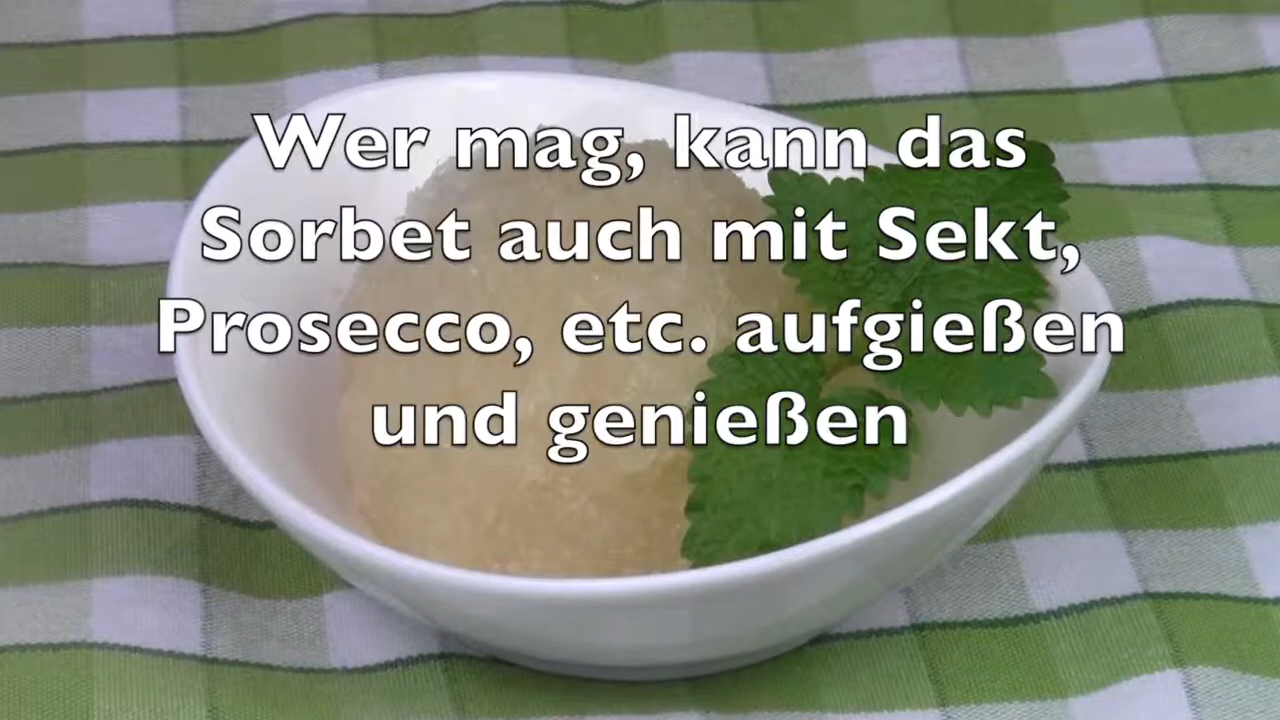 Wer mag, kann das
Sorbet auch mit Sekt,
Prosecco, etc. aufgießen
und genießen